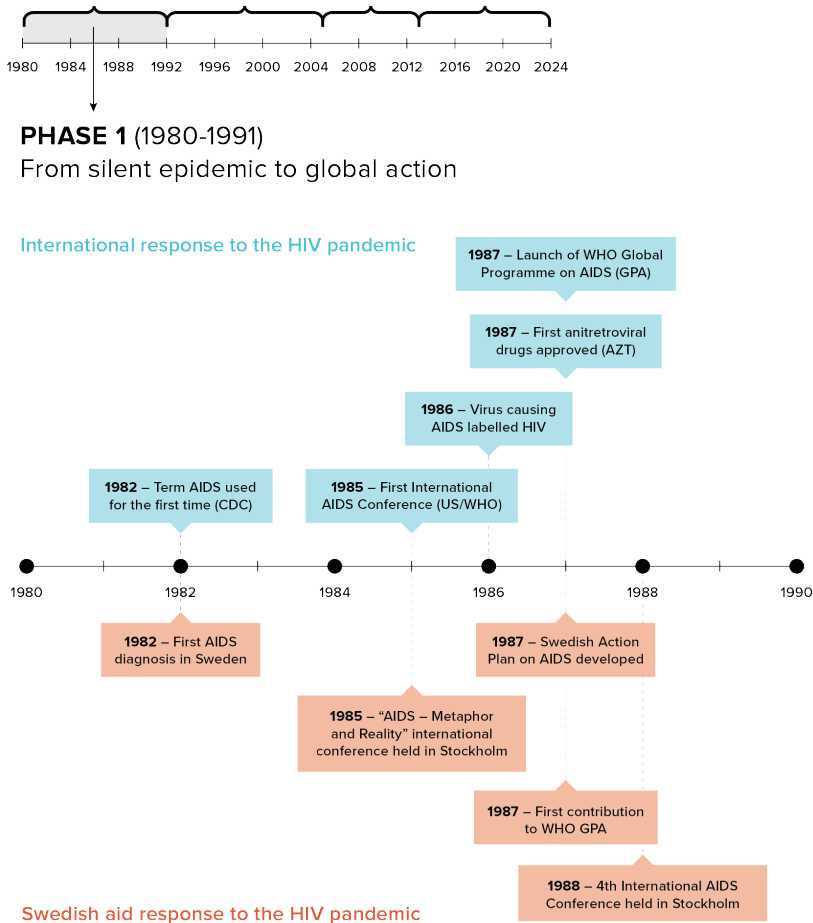 1980 1984 1988 1992 1996 2000 2004 2008 2012 2016 2020 2024
PHASE 1 (1980-1991)
From silent epidemic to global action
International response to the HIV pandemic
1987 – Launch of WHO Global
Programme on AIDS (GPA)
1987 – First anitretroviral
drugs approved (AZT)
1986 – Virus causing
AIDS labelled HIV
1982 – Term AIDS used
for the first time (CDC)
1985 – First International
AIDS Conference (US/WHO)
1980 1982 1984 1986 1988 1990
1982 – First AIDS
diagnosis in Sweden
1987 – Swedish Action
Plan on AIDS developed
1985 – “AIDS – Metaphor
and Reality” international
conference held in Stockholm
1987 – First contribution
to WHO GPA
1988 – 4th International AIDS
Conference held in Stockholm
Swedish aid response to the HIV pandemic